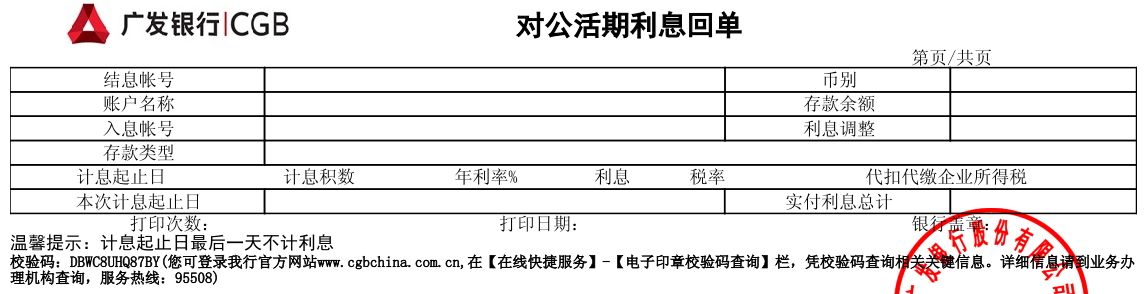 广发银行|CGB
对公活期利息回单
第页/共页
结息帐号 币别
账户名称 存款余额
入息帐号 利息调整
存款类型
计息起止日 计息积数 年利率% 利息 税率 代扣代缴企业所得税
本次计息起止日 实付利息总计
打印次数: 打印日期: 银行盖章:
温馨提示: 计息起止日最后一天不计利息
校验码: DBWC8UHQ87BY(您可登录我行官方网站www.cgbchina.com.cn,在【在线快捷服务】-【电子印章校验码查询】栏, 凭校验码查询相关关键信息。详细信息请到业务办
理机构查询, 服务热线: 95508)
发银行股份有限公司